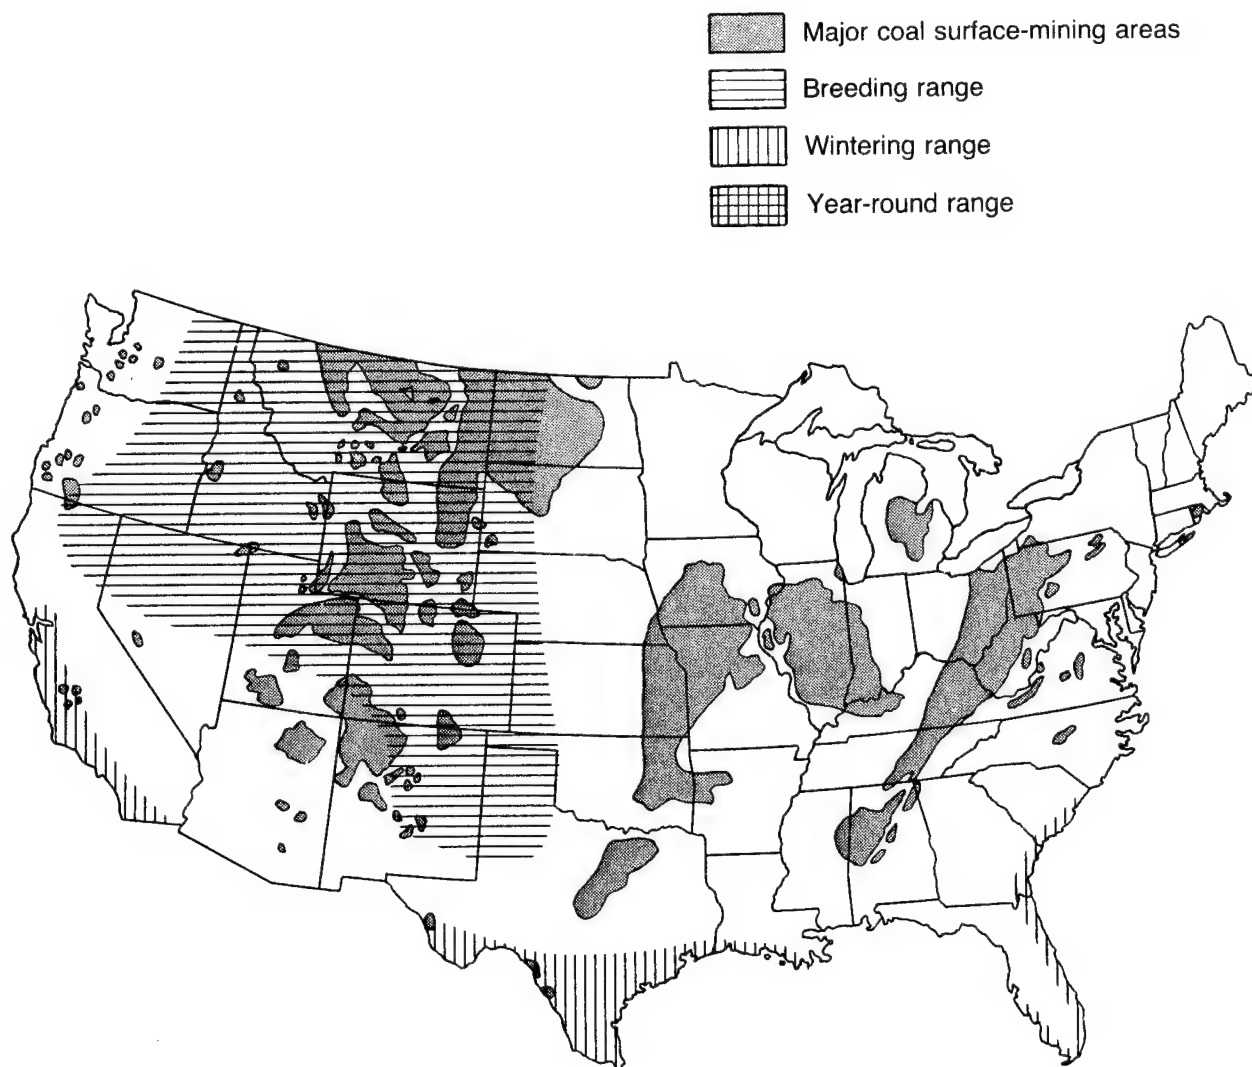 Major coal surface-mining areas
Breeding range
Wintering range
Year-round range